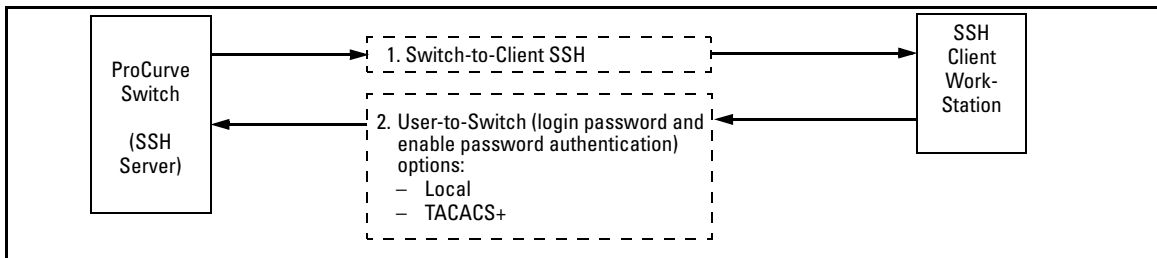 ProCurve
Switch
(SSH
Server)
1. Switch-to-Client SSH
2. User-to-Switch (login password and
enable password authentication)
options:
– Local
– TACACS+
SSH
Client
Work-
Station